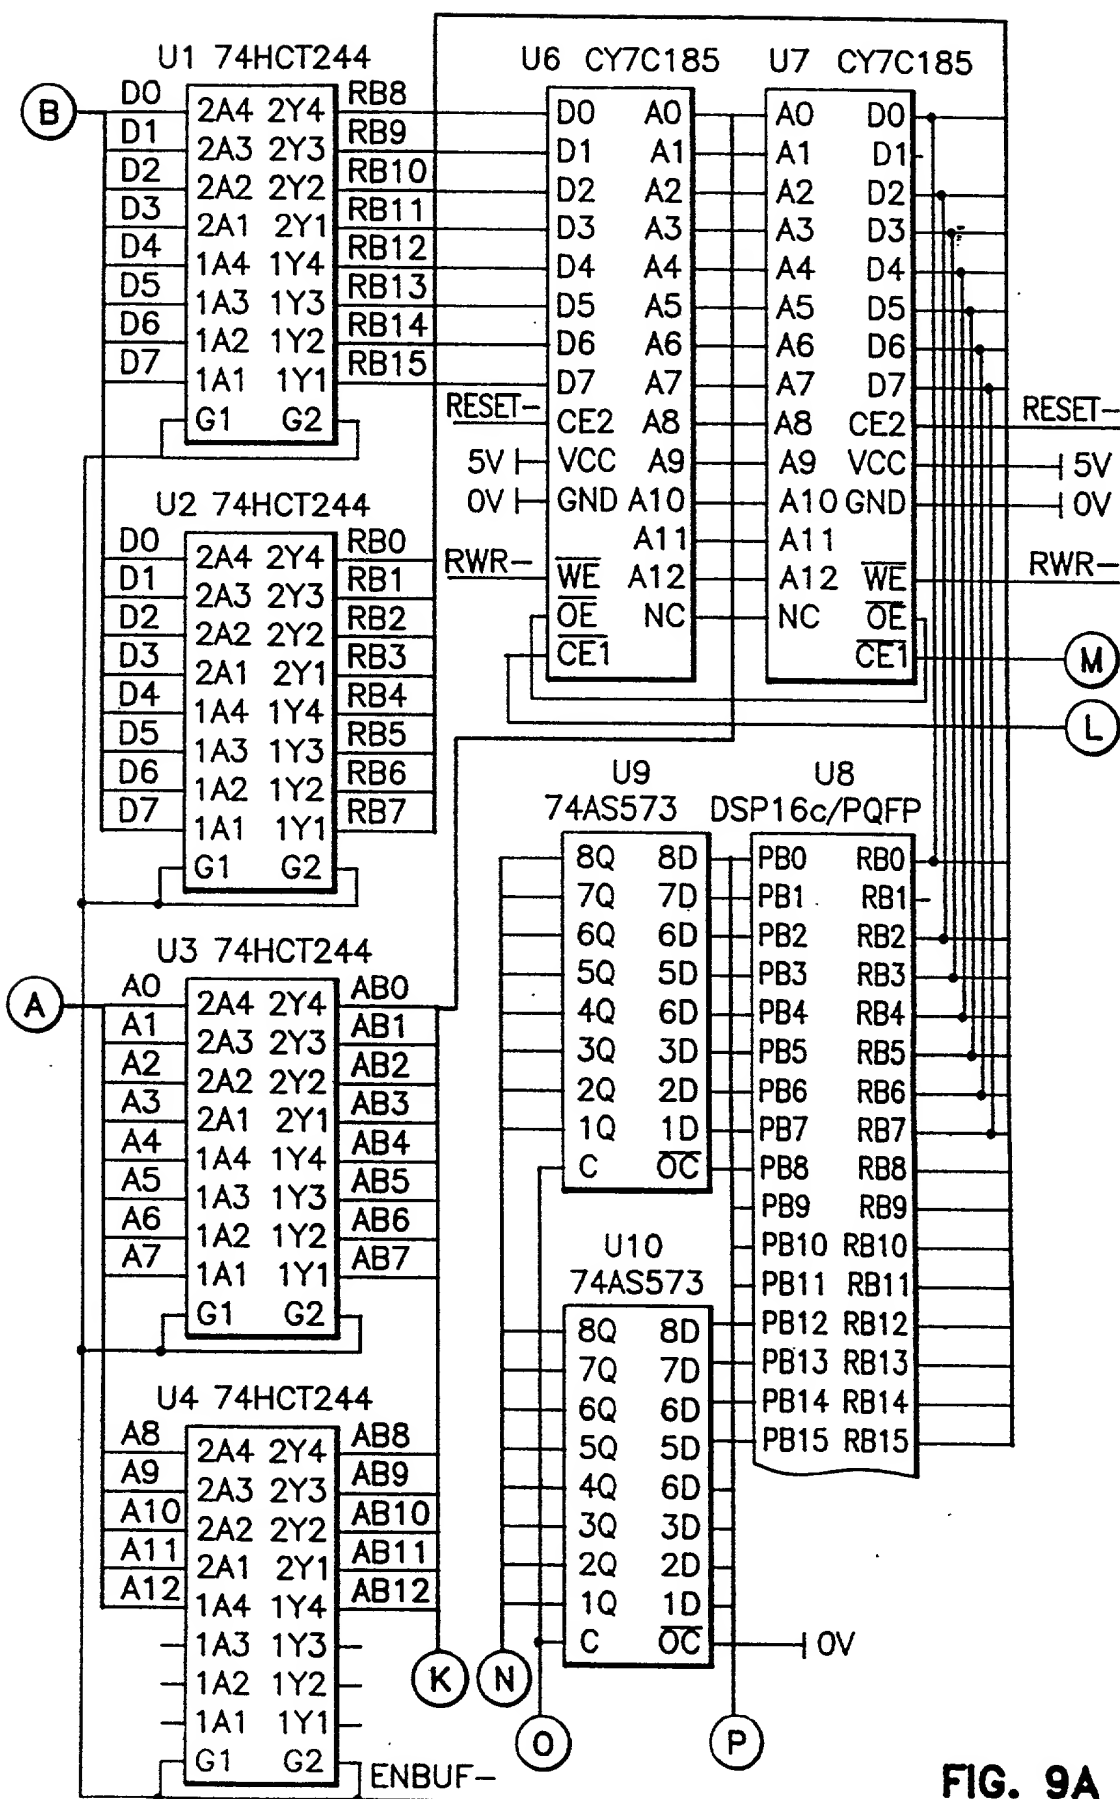 B
U1 74HCT244
D0 2A4 2Y4 RB8
D1 2A3 2Y3 RB9
D2 2A2 2Y2 RB10
D3 2A1 2Y1 RB11
D4 1A4 1Y4 RB12
D5 1A3 1Y3 RB13
D6 1A2 1Y2 RB14
D7 1A1 1Y1 RB15
G1 G2
U2 74HCT244
D0 2A4 2Y4 RB0
D1 2A3 2Y3 RB1
D2 2A2 2Y2 RB2
D3 2A1 2Y1 RB3
D4 1A4 1Y4 RB4
D5 1A3 1Y3 RB5
D6 1A2 1Y2 RB6
D7 1A1 1Y1 RB7
G1 G2
A
U3 74HCT244
A0 2A4 2Y4 AB0
A1 2A3 2Y3 AB1
A2 2A2 2Y2 AB2
A3 2A1 2Y1 AB3
A4 1A4 1Y4 AB4
A5 1A3 1Y3 AB5
A6 1A2 1Y2 AB6
A7 1A1 1Y1 AB7
G1 G2
U4 74HCT244
A8 2A4 2Y4 AB8
A9 2A3 2Y3 AB9
A10 2A2 2Y2 AB10
A11 2A1 2Y1 AB11
A12 1A4 1Y4 AB12
1A3 1Y3
1A2 1Y2
1A1 1Y1
G1 G2
ENBUF-
U6 CY7C185
D0 A0
D1 A1
D2 A2
D3 A3
D4 A4
D5 A5
D6 A6
D7 A7
RESET- CE2 A8
5V VCC A9
0V GND A10
A11
RWR- WE A12
OE NC
CE1
U7 CY7C185
A0 D0
A1 D1
A2 D2
A3 D3
A4 D4
A5 D5
A6 D6
A7 D7
A8 CE2 RESET-
A9 VCC 5V
A10 GND 0V
A11
A12 WE RWR-
NC OE
CE1 M
L
U9
74AS573
8Q 8D
7Q 7D
6Q 6D
5Q 5D
4Q 6D
3Q 3D
2Q 2D
1Q 1D
C OC
U8
DSP16c/PQFP
PB0 RB0
PB1 RB1
PB2 RB2
PB3 RB3
PB4 RB4
PB5 RB5
PB6 RB6
PB7 RB7
PB8 RB8
PB9 RB9
PB10 RB10
PB11 RB11
PB12 RB12
PB13 RB13
PB14 RB14
PB15 RB15
U10
74AS573
8Q 8D
7Q 7D
6Q 6D
5Q 5D
4Q 6D
3Q 3D
2Q 2D
1Q 1D
C OC 0V
K N
O P
FIG. 9A